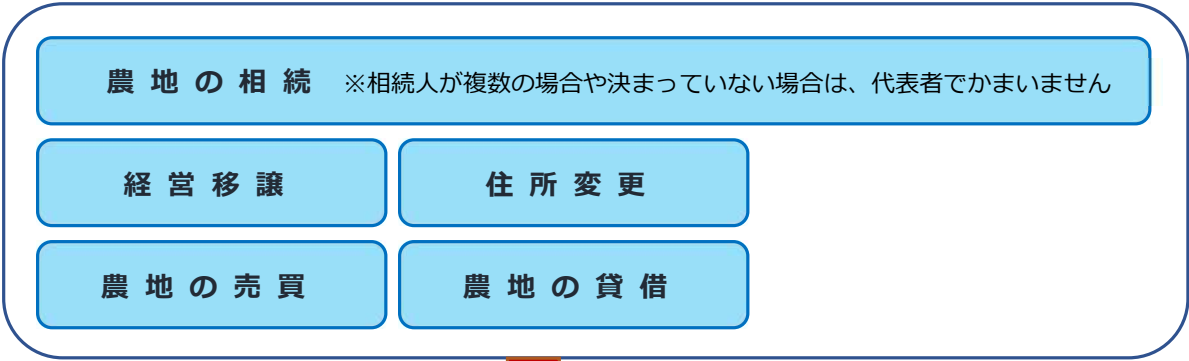 農地の相続 ※相続人が複数の場合や決まっていない場合は、代表者でかまいません
経営移譲 住所変更
農地の売買 農地の貸借